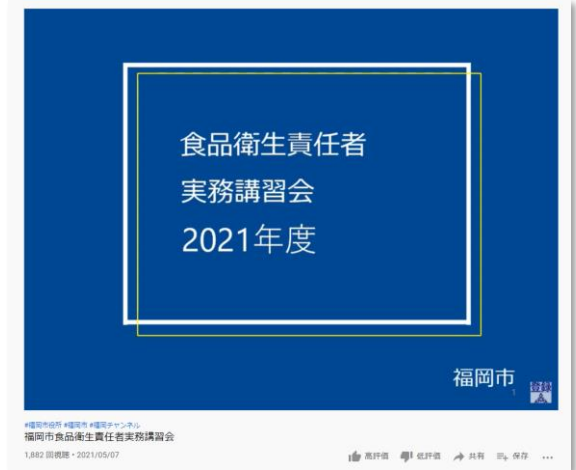 食品衛生責任者
実務講習会
2021年度
福岡市
1
登録
#福岡市役所 #福岡市 #福岡チャンネル
福岡市食品衛生責任者実務講習会
1,882 回視聴・2021/05/07
高評価 低評価 共有 保存 …